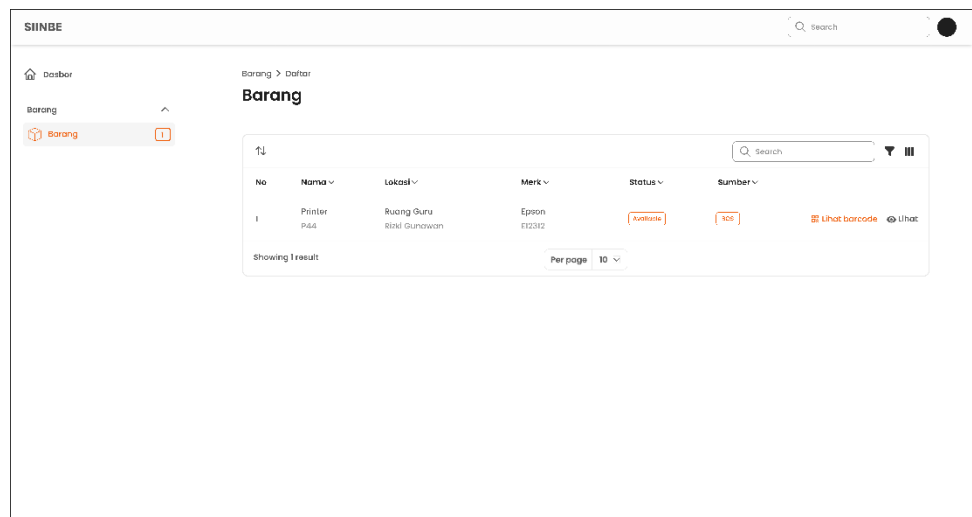 SIINBE
Search
Dasbor
Barang
Barang
1
Barang > Daftar
Barang
Search
No Nama Lokasi Merk Status Sumber
1 Printer Ruang Guru Epson Available BOS Lihat barcode Lihat
P44 Rizki Gunawan E12312
Showing 1 result
Per page 10